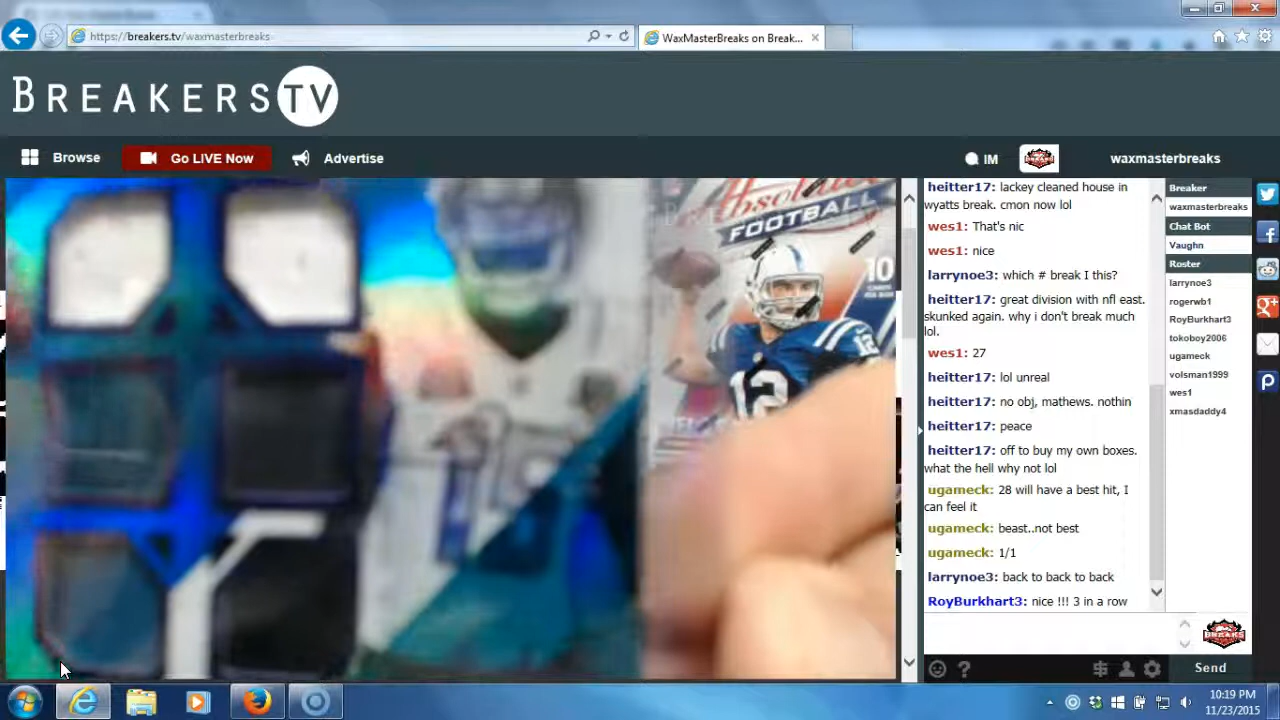 https://breakers.tv/waxmasterbreaks
WaxMasterBreaks on Break...
BREAKERS TV
Browse
Go LIVE Now
Advertise
IM
waxmasterbreaks
Absolute
FOOTBALL
10
12
heitter17: lackey cleaned house in
wyatts break. cmon now lol
wes1: That's nic
wes1: nice
larrynoe3: which # break I this?
heitter17: great division with nfl east.
skunked again. why i don't break much
lol.
wes1: 27
heitter17: lol unreal
heitter17: no obj, mathews. nothin
heitter17: peace
heitter17: off to buy my own boxes.
what the hell why not lol
ugameck: 28 will have a best hit, I
can feel it
ugameck: beast..not best
ugameck: 1/1
larrynoe3: back to back to back
RoyBurkhart3: nice !!! 3 in a row
Breaker
waxmasterbreaks
Chat Bot
Vaughn
Roster
larrynoe3
rogerwb1
RoyBurkhart3
tokoboy2006
ugameck
volsman1999
wes1
xmasdaddy4
BREAKS
Send
10:19 PM
11/23/2015